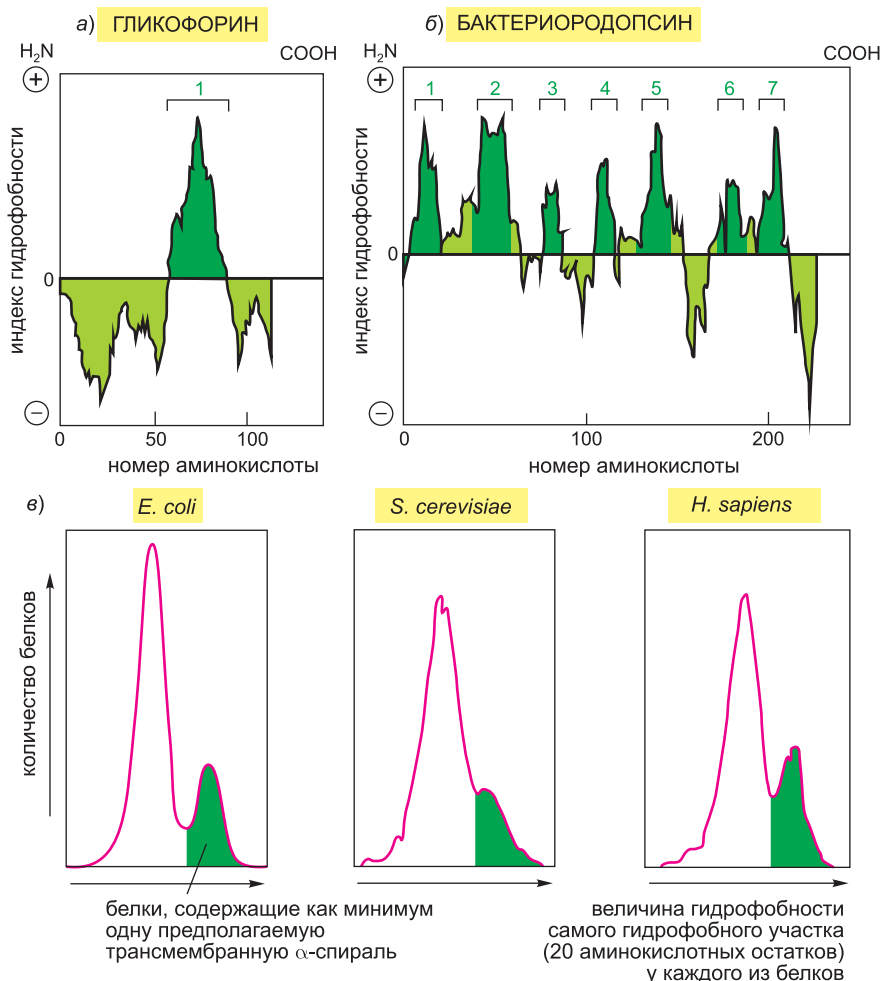 а) ГЛИКОФОРИН
H₂N
COOH
+
1
индекс гидрофобности
0
−
0 50 100
номер аминокислоты
б) БАКТЕРИОРОДОПСИН
H₂N
COOH
+
1 2 3 4 5 6 7
индекс гидрофобности
0
−
0 100 200
номер аминокислоты
в)
E. coli
S. cerevisiae
H. sapiens
количество белков
белки, содержащие как минимум
одну предполагаемую
трансмембранную α-спираль
величина гидрофобности
самого гидрофобного участка
(20 аминокислотных остатков)
у каждого из белков